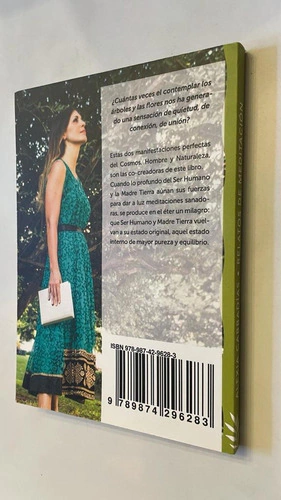 ¿Cuántas veces el contemplar los
árboles y las flores nos ha genera-
do una sensación de quietud, de
conexión, de unión?
Estas dos manifestaciones perfectas
del Cosmos, Hombre y Naturaleza,
son las co-creadoras de este libro.
Cuando lo profundo del Ser Humano
y la Madre Tierra aúnan sus fuerzas
para dar a luz meditaciones sanado-
ras, se produce en el éter un milagro:
que Ser Humano y Madre Tierra vuel-
van a su estado original, aquel estado
interno de mayor pureza y equilibrio.
ISBN 978-987-42-9628-3
9 789874 296283
RELATOS DE MEDITACIÓN